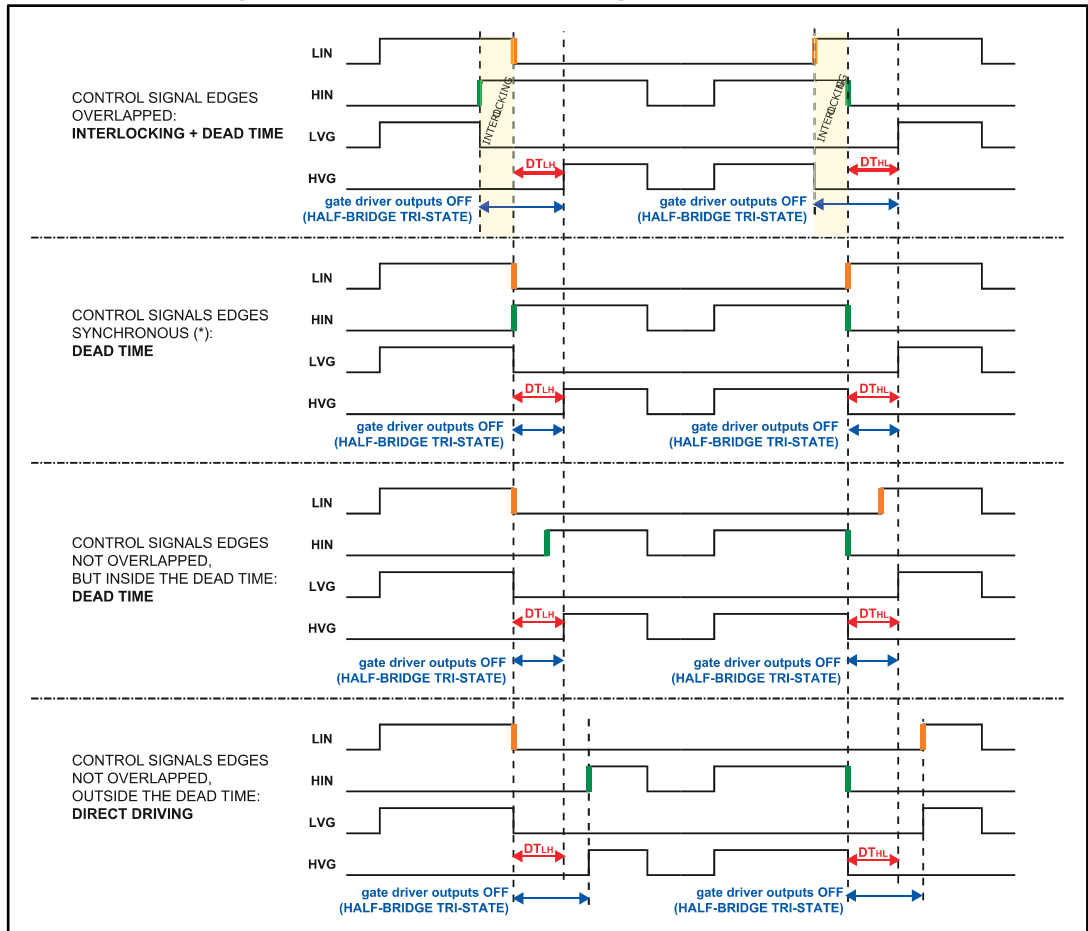 LIN
HIN
CONTROL SIGNAL EDGES
OVERLAPPED:
INTERLOCKING + DEAD TIME
INTERLOCKING
INTERLOCKING
LVG
HVG
DTLH
DTHL
gate driver outputs OFF
(HALF-BRIDGE TRI-STATE)
gate driver outputs OFF
(HALF-BRIDGE TRI-STATE)
LIN
CONTROL SIGNALS EDGES
SYNCHRONOUS (*):
DEAD TIME
HIN
LVG
HVG
DTLH
DTHL
gate driver outputs OFF
(HALF-BRIDGE TRI-STATE)
gate driver outputs OFF
(HALF-BRIDGE TRI-STATE)
LIN
CONTROL SIGNALS EDGES
NOT OVERLAPPED,
BUT INSIDE THE DEAD TIME:
DEAD TIME
HIN
LVG
HVG
DTLH
DTHL
gate driver outputs OFF
(HALF-BRIDGE TRI-STATE)
gate driver outputs OFF
(HALF-BRIDGE TRI-STATE)
LIN
CONTROL SIGNALS EDGES
NOT OVERLAPPED,
OUTSIDE THE DEAD TIME:
DIRECT DRIVING
HIN
LVG
HVG
DTLH
DTHL
gate driver outputs OFF
(HALF-BRIDGE TRI-STATE)
gate driver outputs OFF
(HALF-BRIDGE TRI-STATE)